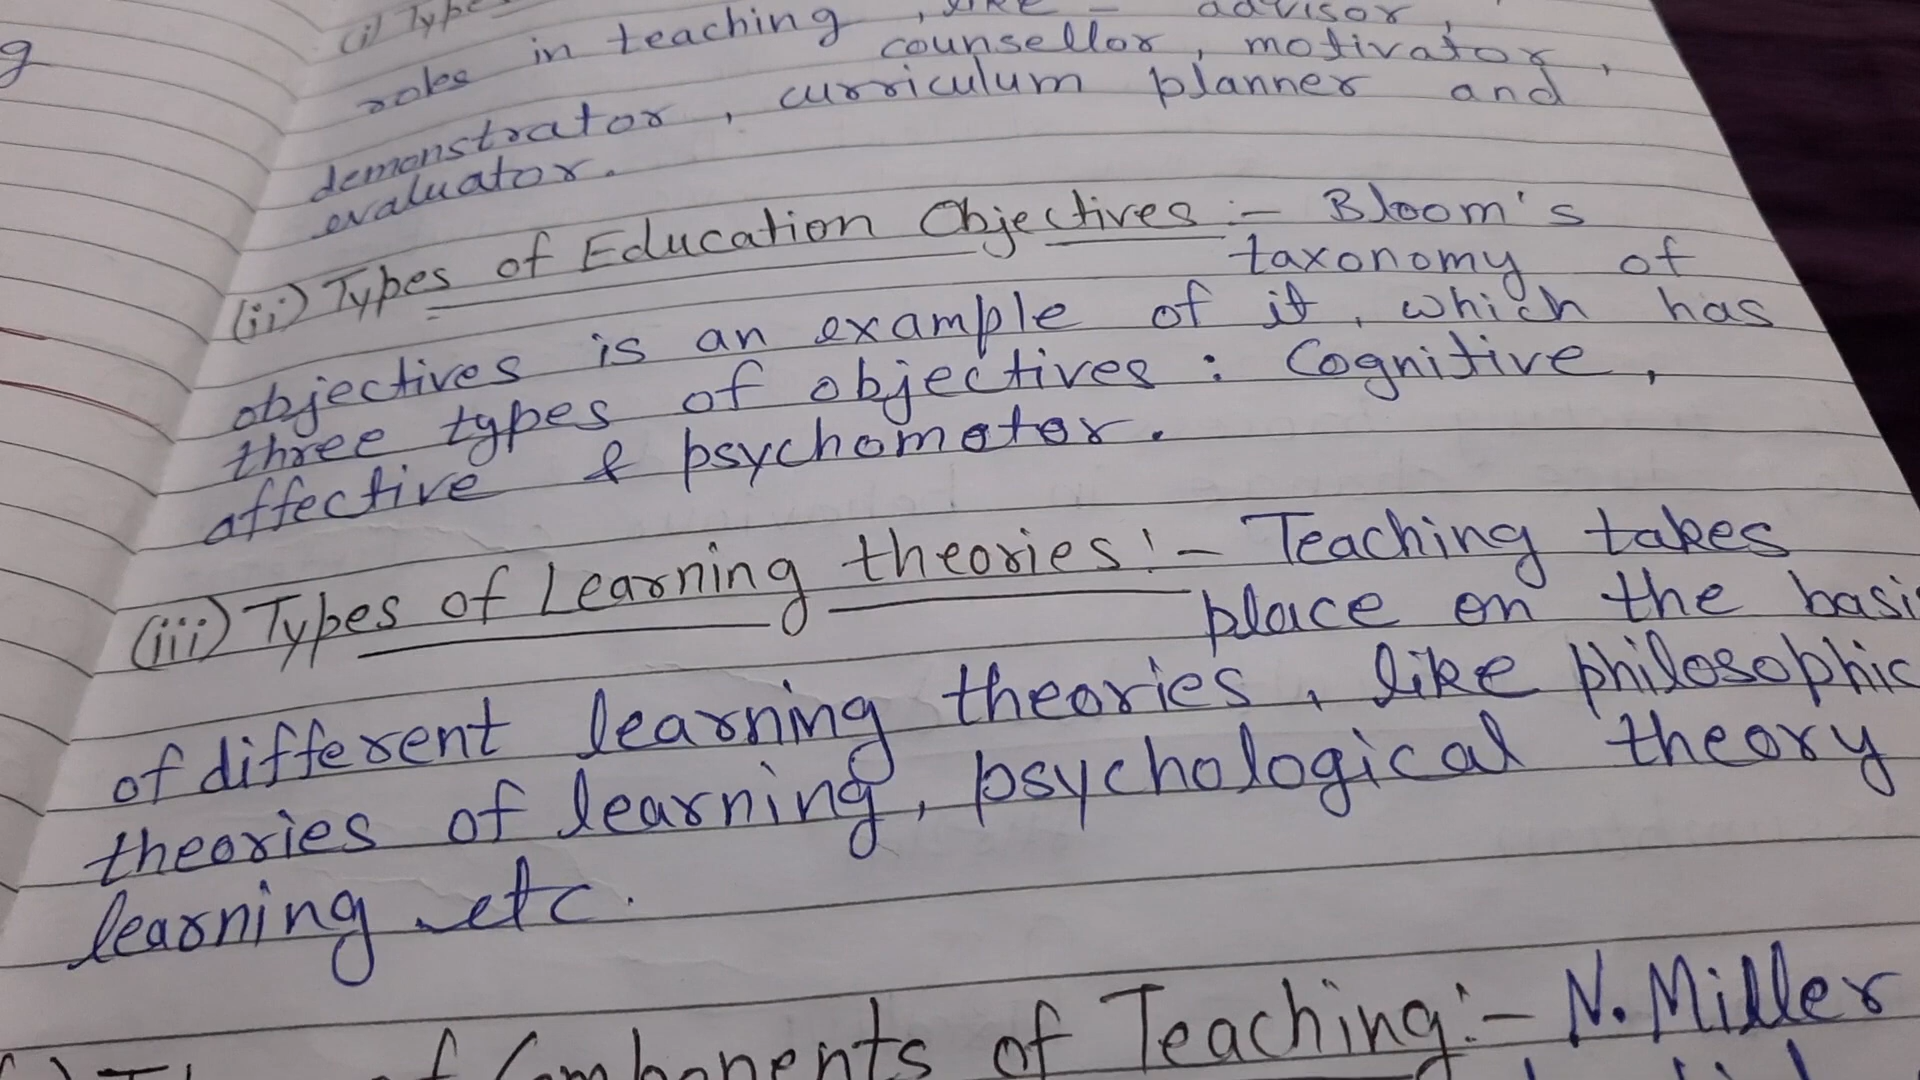 (i) Type
roles in teaching, like - advisor,
counsellor, motivator,
demonstrator, curriculum planner and
evaluator.
(ii) Types of Education Objectives :- Bloom's
taxonomy of
objectives is an example of it, which has
three types of objectives : Cognitive,
affective & psychomotor.
(iii) Types of Learning theories :- Teaching takes
place on the basi
of different learning theories, like philosophic
theories of learning, psychological theory
learning etc.
of Components of Teaching :- N. Miller